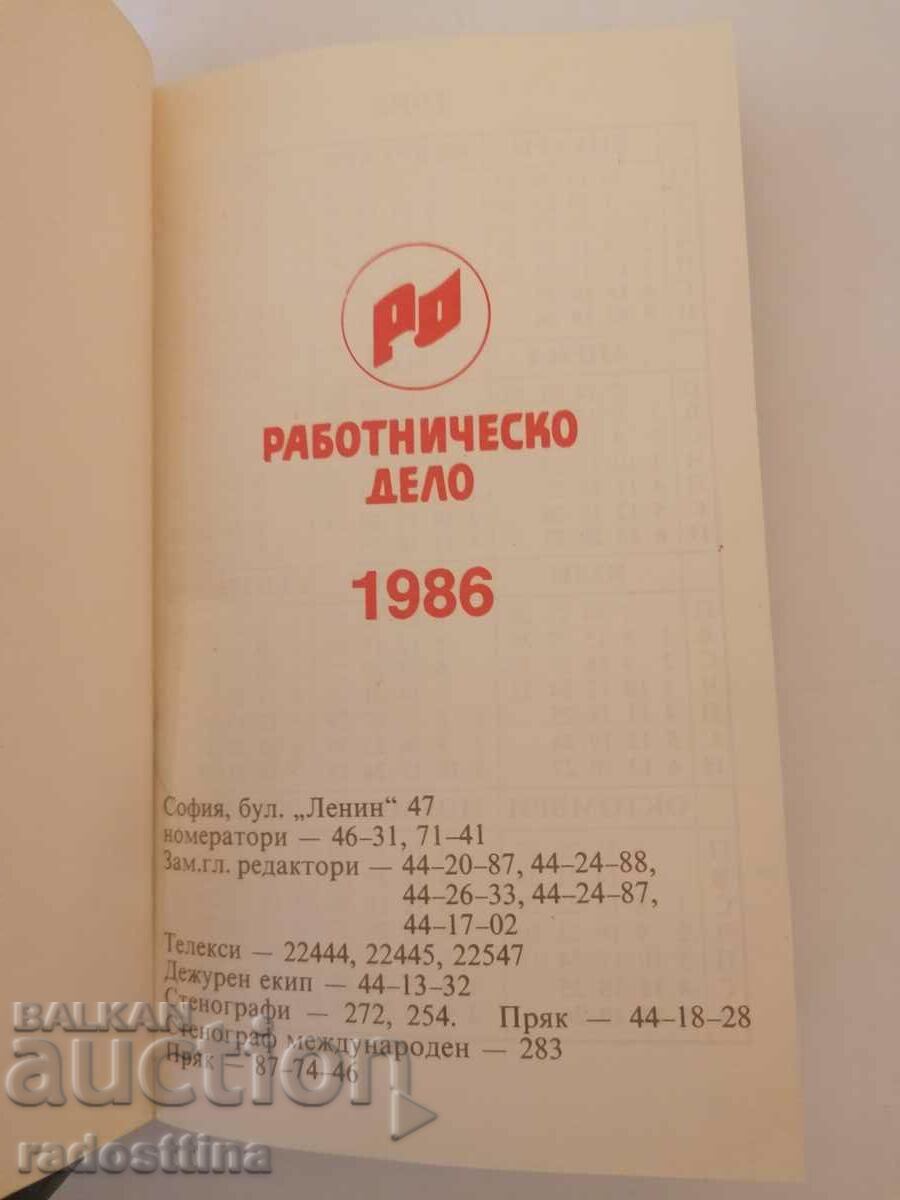 РД
РАБОТНИЧЕСКО
ДЕЛО
1986
София, бул. „Ленин“ 47
номератори — 46–31, 71–41
Зам.гл. редактори — 44–20–87, 44–24–88,
44–26–33, 44–24–87,
44–17–02
Телекси — 22444, 22445, 22547
Дежурен екип — 44–13–32
Стенографи — 272, 254. Пряк — 44–18–28
Стенограф международен — 283
Пряк — 87–74–46
BALKAN
auction
radosttina